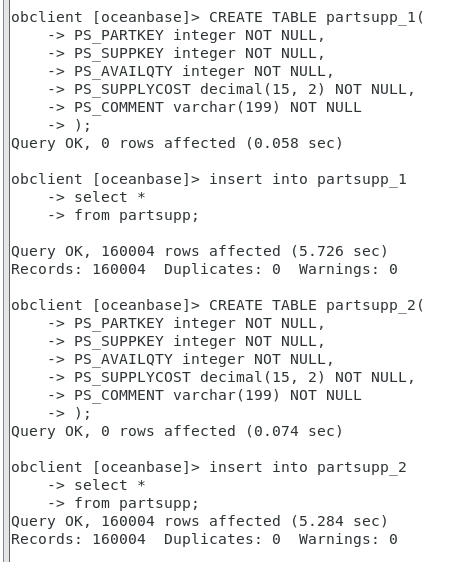 obclient [oceanbase]> CREATE TABLE partsupp_1(
    -> PS_PARTKEY integer NOT NULL,
    -> PS_SUPPKEY integer NOT NULL,
    -> PS_AVAILQTY integer NOT NULL,
    -> PS_SUPPLYCOST decimal(15, 2) NOT NULL,
    -> PS_COMMENT varchar(199) NOT NULL
    -> );
Query OK, 0 rows affected (0.058 sec)

obclient [oceanbase]> insert into partsupp_1
    -> select *
    -> from partsupp;

Query OK, 160004 rows affected (5.726 sec)
Records: 160004  Duplicates: 0  Warnings: 0

obclient [oceanbase]> CREATE TABLE partsupp_2(
    -> PS_PARTKEY integer NOT NULL,
    -> PS_SUPPKEY integer NOT NULL,
    -> PS_AVAILQTY integer NOT NULL,
    -> PS_SUPPLYCOST decimal(15, 2) NOT NULL,
    -> PS_COMMENT varchar(199) NOT NULL
    -> );
Query OK, 0 rows affected (0.074 sec)

obclient [oceanbase]> insert into partsupp_2
    -> select *
    -> from partsupp;
Query OK, 160004 rows affected (5.284 sec)
Records: 160004  Duplicates: 0  Warnings: 0